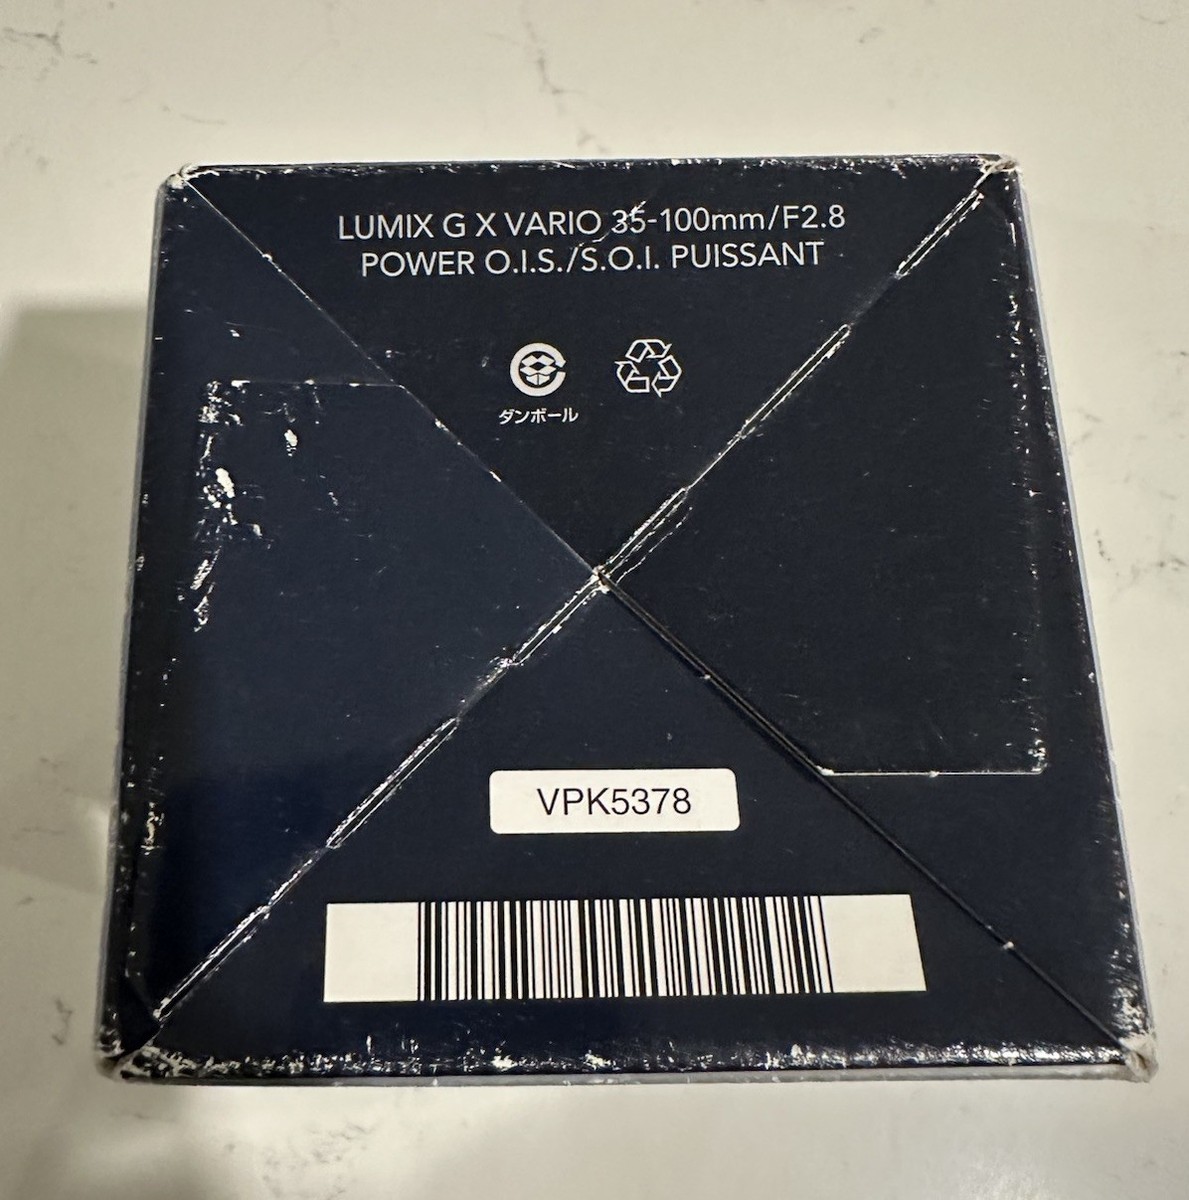 LUMIX G X VARIO 35-100mm/F2.8
POWER O.I.S./S.O.I. PUISSANT
ダンボール
VPK5378